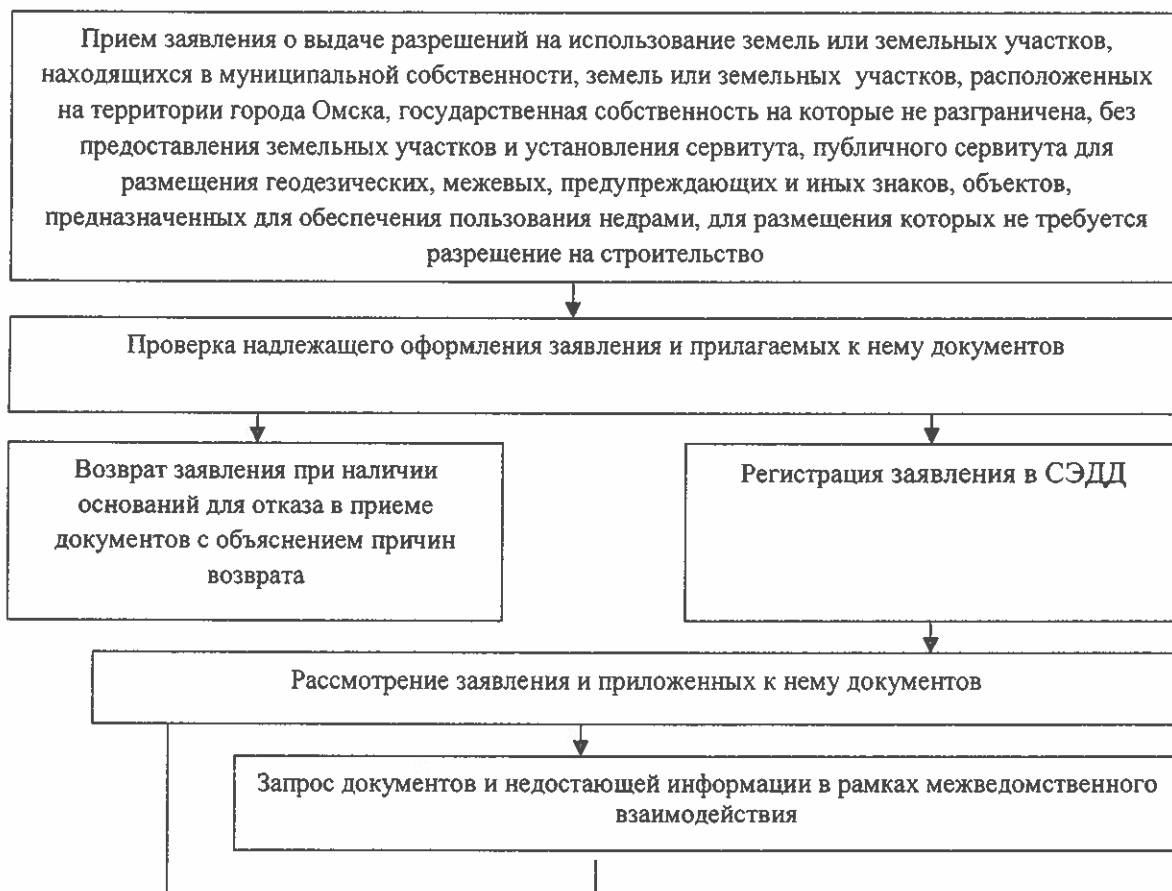 Прием заявления о выдаче разрешений на использование земель или земельных участков,
находящихся в муниципальной собственности, земель или земельных участков, расположенных
на территории города Омска, государственная собственность на которые не разграничена, без
предоставления земельных участков и установления сервитута, публичного сервитута для
размещения геодезических, межевых, предупреждающих и иных знаков, объектов,
предназначенных для обеспечения пользования недрами, для размещения которых не требуется
разрешение на строительство
Проверка надлежащего оформления заявления и прилагаемых к нему документов
Возврат заявления при наличии
оснований для отказа в приеме
документов с объяснением причин
возврата
Регистрация заявления в СЭДД
Рассмотрение заявления и приложенных к нему документов
Запрос документов и недостающей информации в рамках межведомственного
взаимодействия